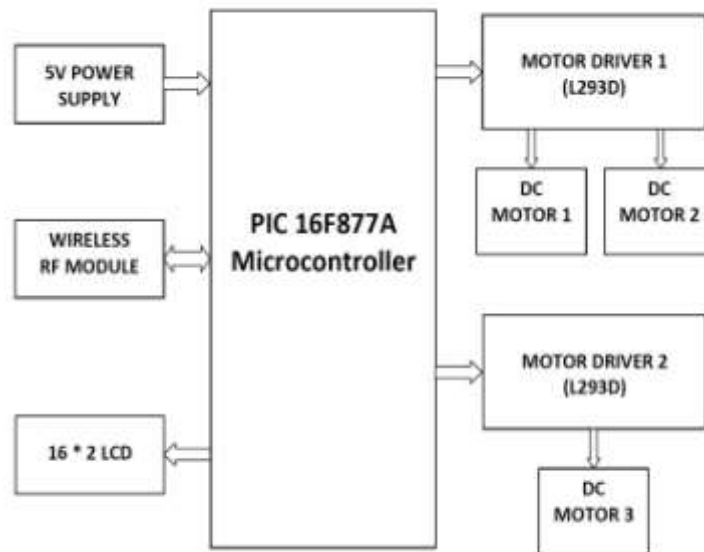 5V POWER
SUPPLY
WIRELESS
RF MODULE
16 * 2 LCD
PIC 16F877A
Microcontroller
MOTOR DRIVER 1
(L293D)
DC
MOTOR 1
DC
MOTOR 2
MOTOR DRIVER 2
(L293D)
DC
MOTOR 3